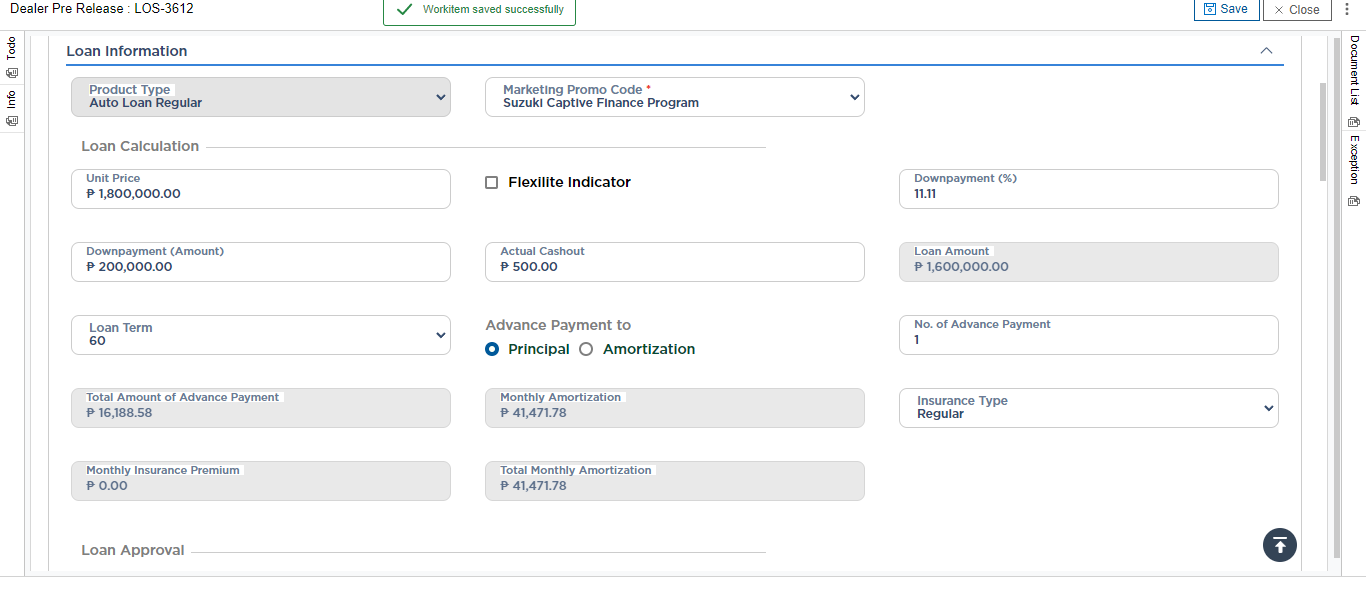 Dealer Pre Release : LOS-3612
Workitem saved successfully
Save
Close
Todo
Info
Document List
Exception
Loan Information
Product Type
Auto Loan Regular
Marketing Promo Code *
Suzuki Captive Finance Program
Loan Calculation
Unit Price
₱ 1,800,000.00
Flexilite Indicator
Downpayment (%)
11.11
Downpayment (Amount)
₱ 200,000.00
Actual Cashout
₱ 500.00
Loan Amount
₱ 1,600,000.00
Loan Term
60
Advance Payment to
Principal Amortization
No. of Advance Payment
1
Total Amount of Advance Payment
₱ 16,188.58
Monthly Amortization
₱ 41,471.78
Insurance Type
Regular
Monthly Insurance Premium
₱ 0.00
Total Monthly Amortization
₱ 41,471.78
Loan Approval